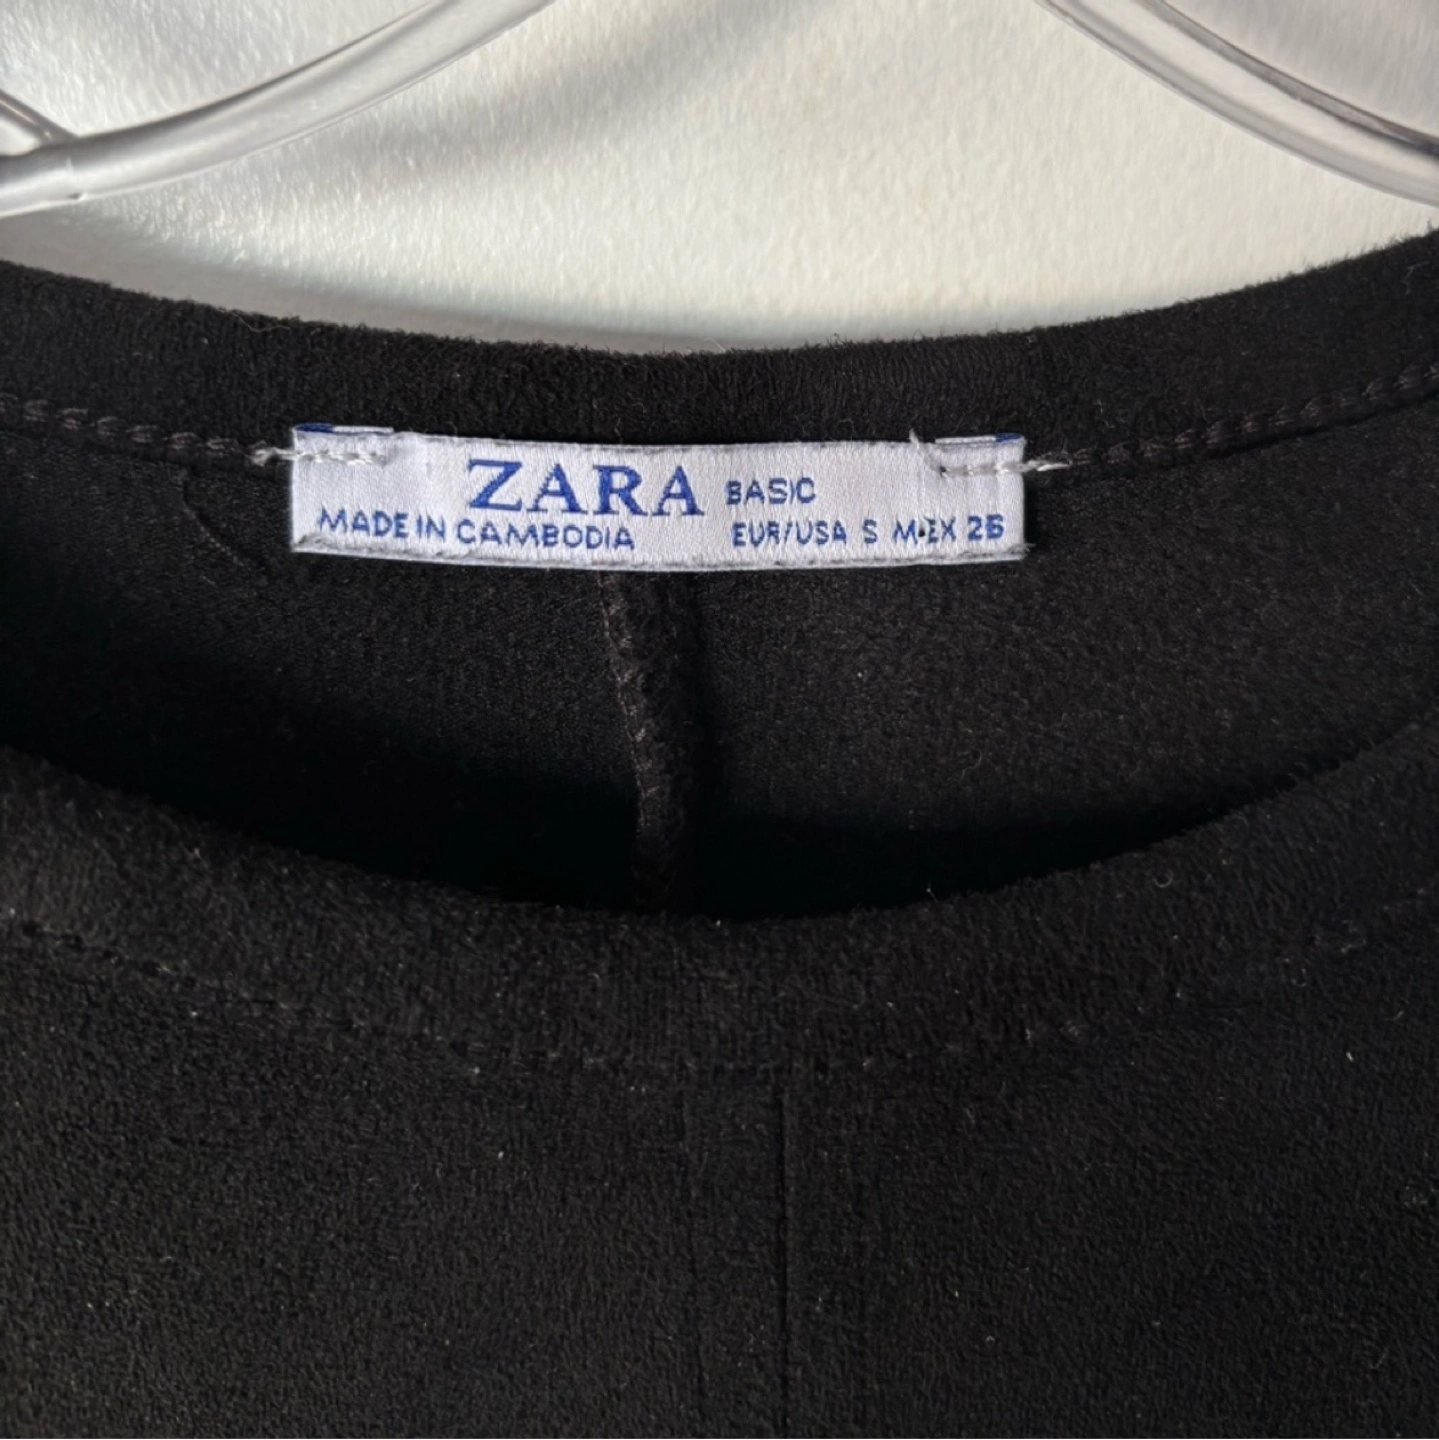 ZARA BASIC
MADE IN CAMBODIA EUR/USA S MEX 26